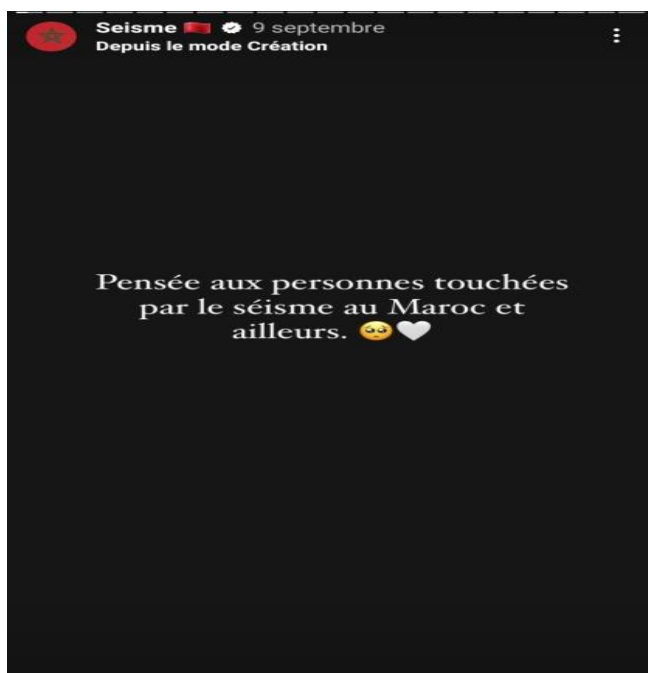 Seisme 🇲🇦 9 septembre
Depuis le mode Création
Pensée aux personnes touchées
par le séisme au Maroc et
ailleurs. 🥺🤍